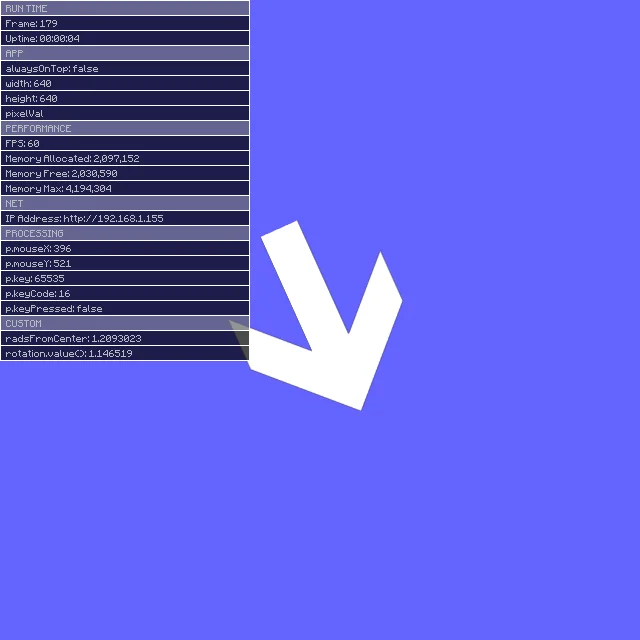 RUN TIME
Frame: 179
Uptime: 00:00:04
APP
alwaysOnTop: false
width: 640
height: 640
pixelVal
PERFORMANCE
FPS: 60
Memory Allocated: 2,097,152
Memory Free: 2,030,590
Memory Max: 4,194,304
NET
IP Address: http://192.168.1.155
PROCESSING
p.mouseX: 396
p.mouseY: 521
p.key: 65535
p.keyCode: 16
p.keyPressed: false
CUSTOM
radsFromCenter: 1.2093023
rotation.value(): 1.146519